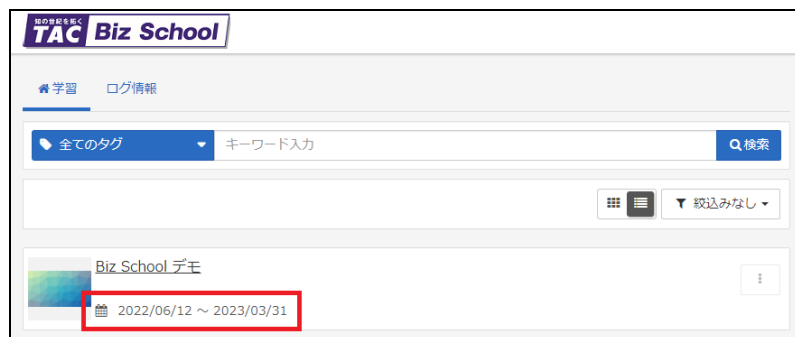 知の世紀を拓く
TAC Biz School
学習 ログ情報
全てのタグ キーワード入力 検索
絞込みなし
Biz School デモ
2022/06/12 ～ 2023/03/31